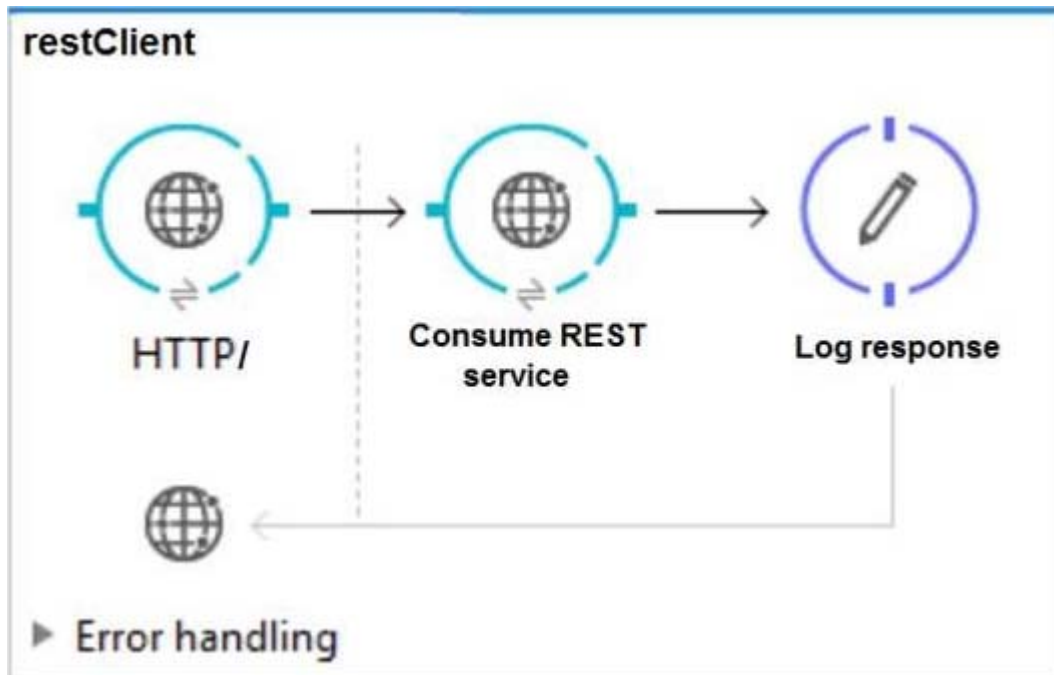 restClient
HTTP/
Consume REST
service
Log response
Error handling